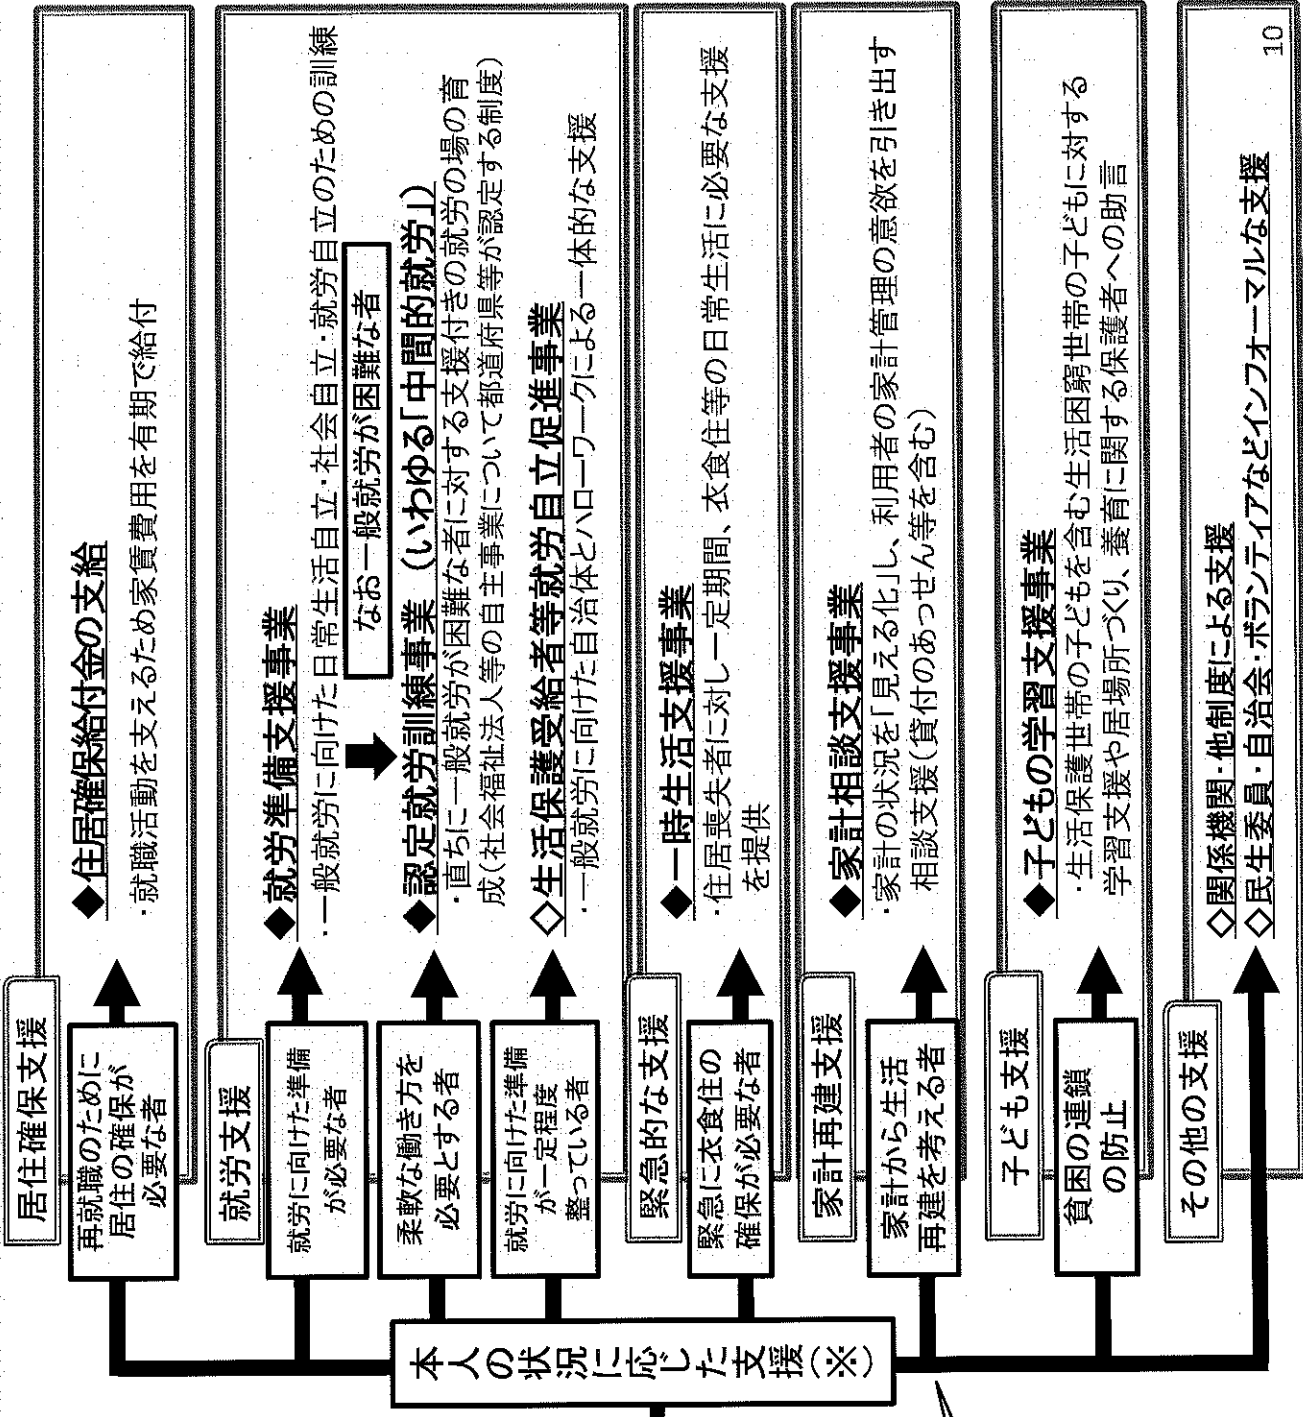 本人の状況に応じた支援(※)
居住確保支援
再就職のために
居住の確保が
必要な者
◆住居確保給付金の支給
・就職活動を支えるため家賃費用を有期で給付
就労支援
就労に向けた準備
が必要な者
◆就労準備支援事業
・一般就労に向けた日常生活自立・社会自立・就労自立のための訓練
なお一般就労が困難な者
柔軟な働き方を
必要とする者
◆認定就労訓練事業 (いわゆる「中間的就労」)
・直ちに一般就労が困難な者に対する支援付きの就労の場の育
成(社会福祉法人等の自主事業について都道府県等が認定する制度)
就労に向けた準備
が一定程度
整っている者
◇生活保護受給者等就労自立促進事業
・一般就労に向けた自治体とハローワークによる一体的な支援
緊急的な支援
緊急に衣食住の
確保が必要な者
◆一時生活支援事業
・住居喪失者に対し一定期間、衣食住等の日常生活に必要な支援
を提供
家計再建支援
家計から生活
再建を考える者
◆家計相談支援事業
・家計の状況を「見える化」し、利用者の家計管理の意欲を引き出す
相談支援(貸付のあっせん等を含む)
子ども支援
貧困の連鎖
の防止
◆子どもの学習支援事業
・生活保護世帯の子どもを含む生活困窮世帯の子どもに対する
学習支援や居場所づくり、養育に関する保護者への助言
その他の支援
◇関係機関・他制度による支援
◇民生委員・自治会・ボランティアなどインフォーマルな支援
10